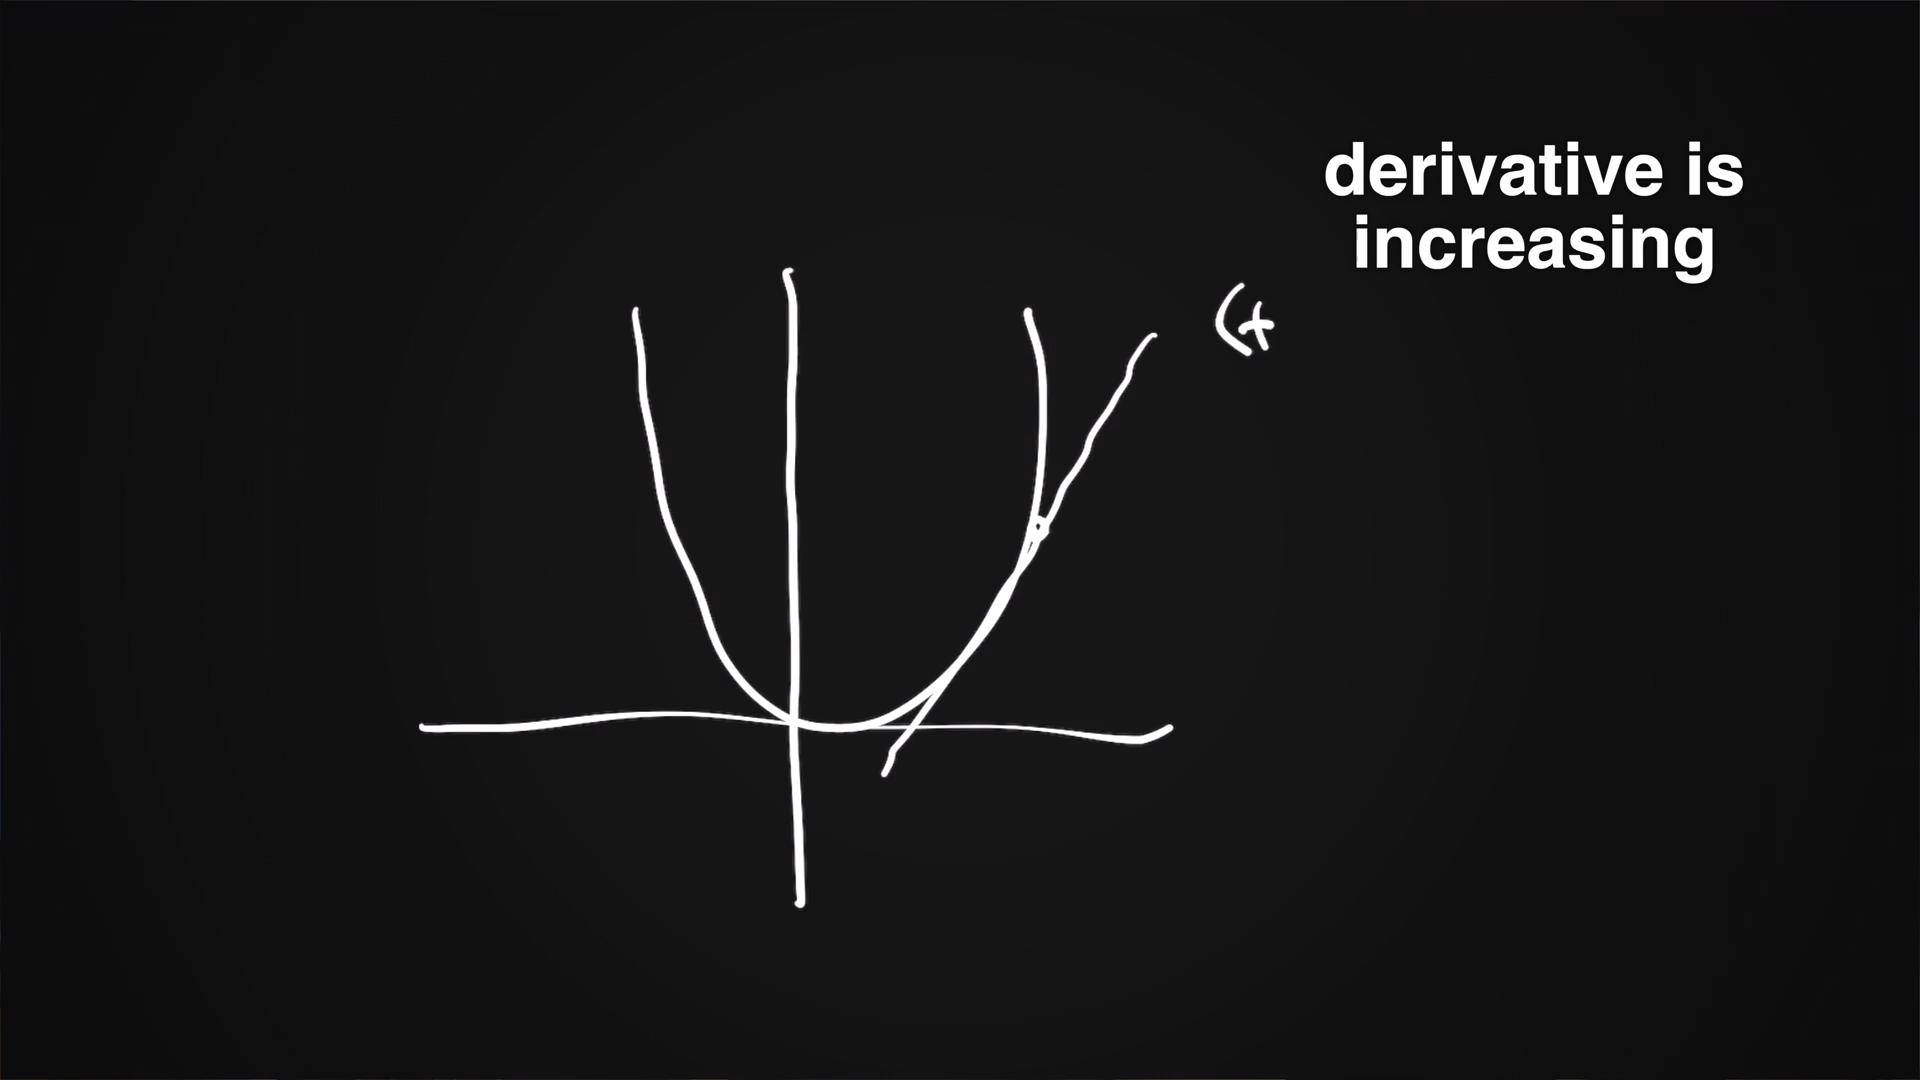 derivative is
increasing
(+